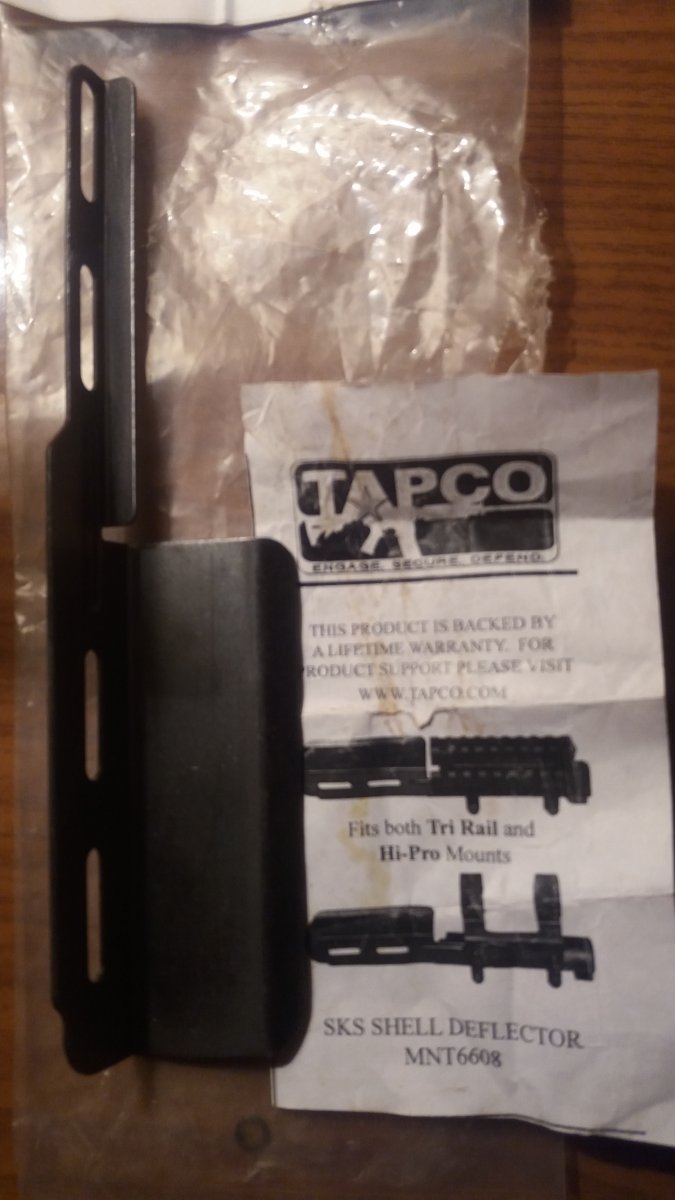 TAPCO
ENGAGE. SECURE. DEFEND.
THIS PRODUCT IS BACKED BY
A LIFETIME WARRANTY. FOR
PRODUCT SUPPORT PLEASE VISIT
WWW.TAPCO.COM
Fits both Tri Rail and
Hi-Pro Mounts
SKS SHELL DEFLECTOR
MNT6608